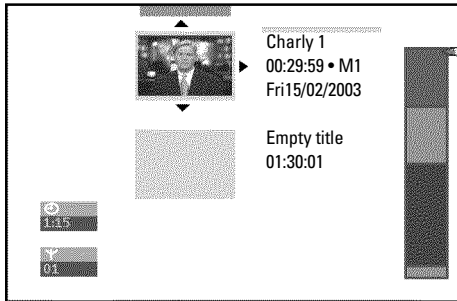 Charly 1
00:29:59 • M1
Fri15/02/2003
Empty title
01:30:01
1:15
01